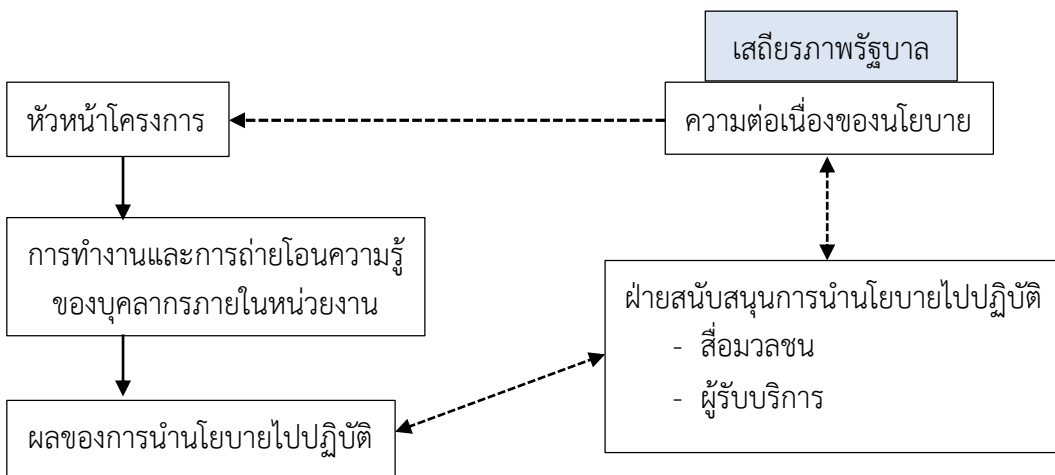 เสถียรภาพรัฐบาล
หัวหน้าโครงการ
ความต่อเนื่องของนโยบาย
การทำงานและการถ่ายโอนความรู้
ของบุคลากรภายในหน่วยงาน
ฝ่ายสนับสนุนการนำนโยบายไปปฏิบัติ
- สื่อมวลชน
- ผู้รับบริการ
ผลของการนำนโยบายไปปฏิบัติ